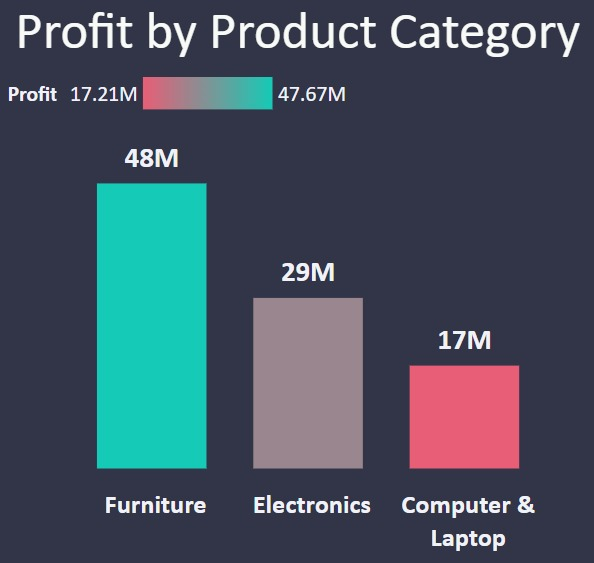 Profit by Product Category
Profit 17.21M 47.67M
48M
29M
17M
Furniture Electronics Computer &
Laptop